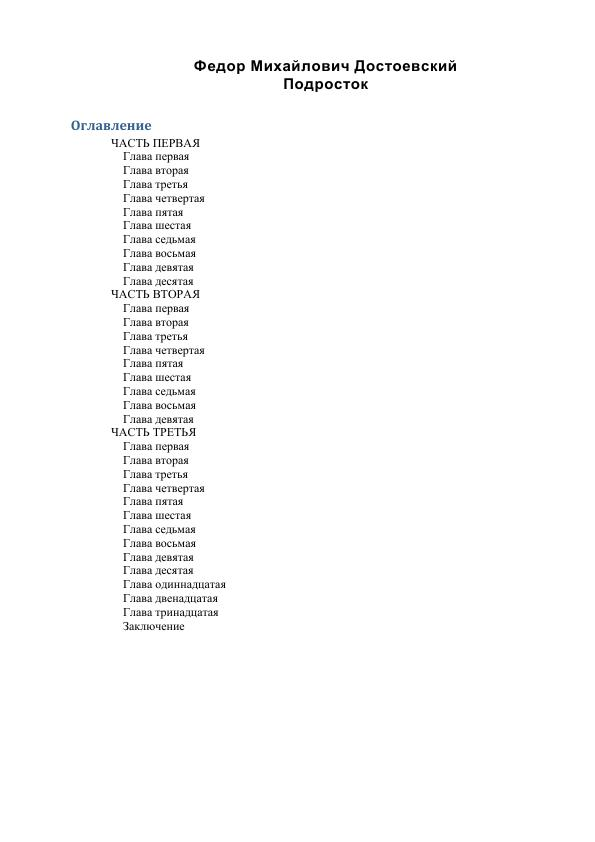 Федор Михайлович Достоевский
Подросток
Оглавление
ЧАСТЬ ПЕРВАЯ
Глава первая
Глава вторая
Глава третья
Глава четвертая
Глава пятая
Глава шестая
Глава седьмая
Глава восьмая
Глава девятая
Глава десятая
ЧАСТЬ ВТОРАЯ
Глава первая
Глава вторая
Глава третья
Глава четвертая
Глава пятая
Глава шестая
Глава седьмая
Глава восьмая
Глава девятая
ЧАСТЬ ТРЕТЬЯ
Глава первая
Глава вторая
Глава третья
Глава четвертая
Глава пятая
Глава шестая
Глава седьмая
Глава восьмая
Глава девятая
Глава десятая
Глава одиннадцатая
Глава двенадцатая
Глава тринадцатая
Заключение